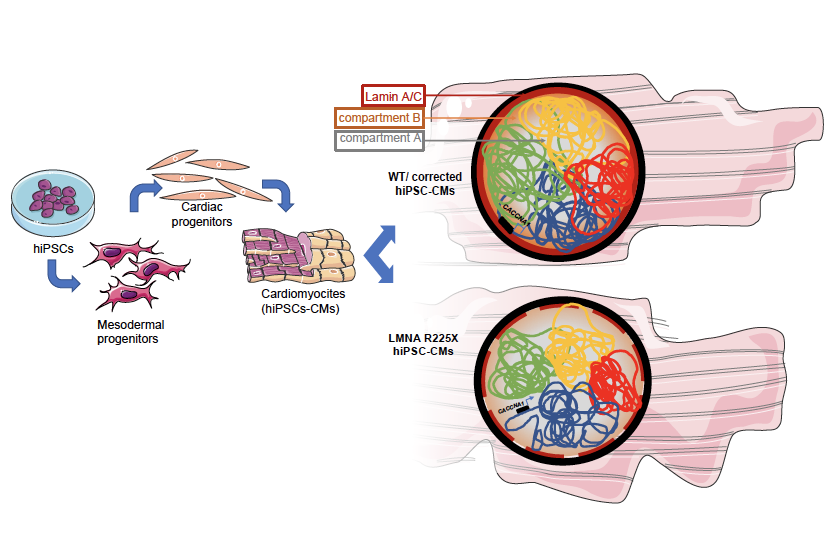 Lamin A/C
compartment B
compartment A
WT/ corrected
hiPSC-CMs
CACCNA1
Cardiac
progenitors
hiPSCs
Cardiomyocites
(hiPSCs-CMs)
Mesodermal
progenitors
LMNA R225X
hiPSC-CMs
CACCNA1